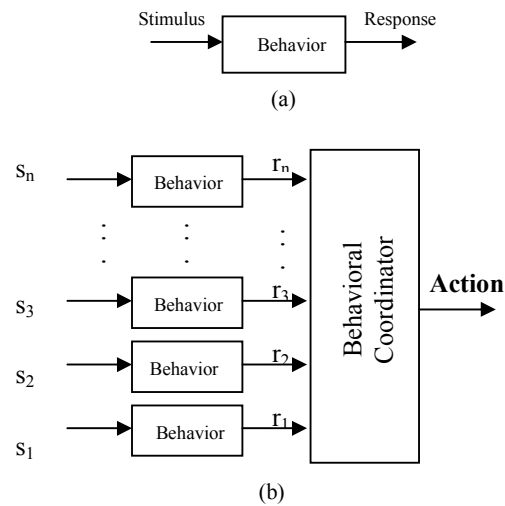 Stimulus Behavior Response
(a)
sn Behavior rn
⋮ ⋮ ⋮
s3 Behavior r3
s2 Behavior r2
s1 Behavior r1
Behavioral
Coordinator
Action
(b)